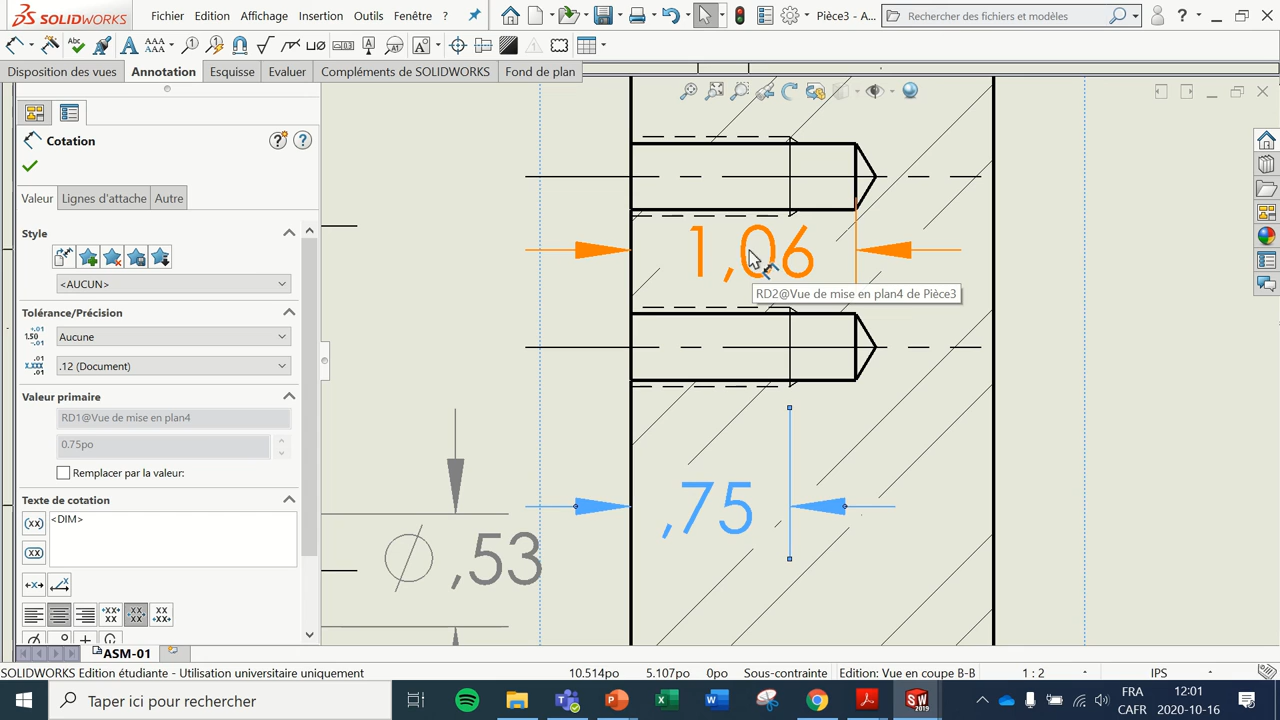 SOLIDWORKS
Fichier Edition Affichage Insertion Outils Fenêtre ?
Pièce3 - A...
Rechercher des fichiers et modèles
?
Disposition des vues Annotation Esquisse Evaluer Compléments de SOLIDWORKS Fond de plan
Cotation
Valeur Lignes d'attache Autre
Style
<AUCUN>
Tolérance/Précision
Aucune
.12 (Document)
Valeur primaire
RD1@Vue de mise en plan4
0.75po
Remplacer par la valeur:
Texte de cotation
<DIM>
1,06
RD2@Vue de mise en plan4 de Pièce3
,75
∅ ,53
ASM-01
SOLIDWORKS Edition étudiante - Utilisation universitaire uniquement
10.514po 5.107po 0po Sous-contrainte Edition: Vue en coupe B-B 1 : 2 IPS
Taper ici pour rechercher
FRA
CAFR
12:01
2020-10-16